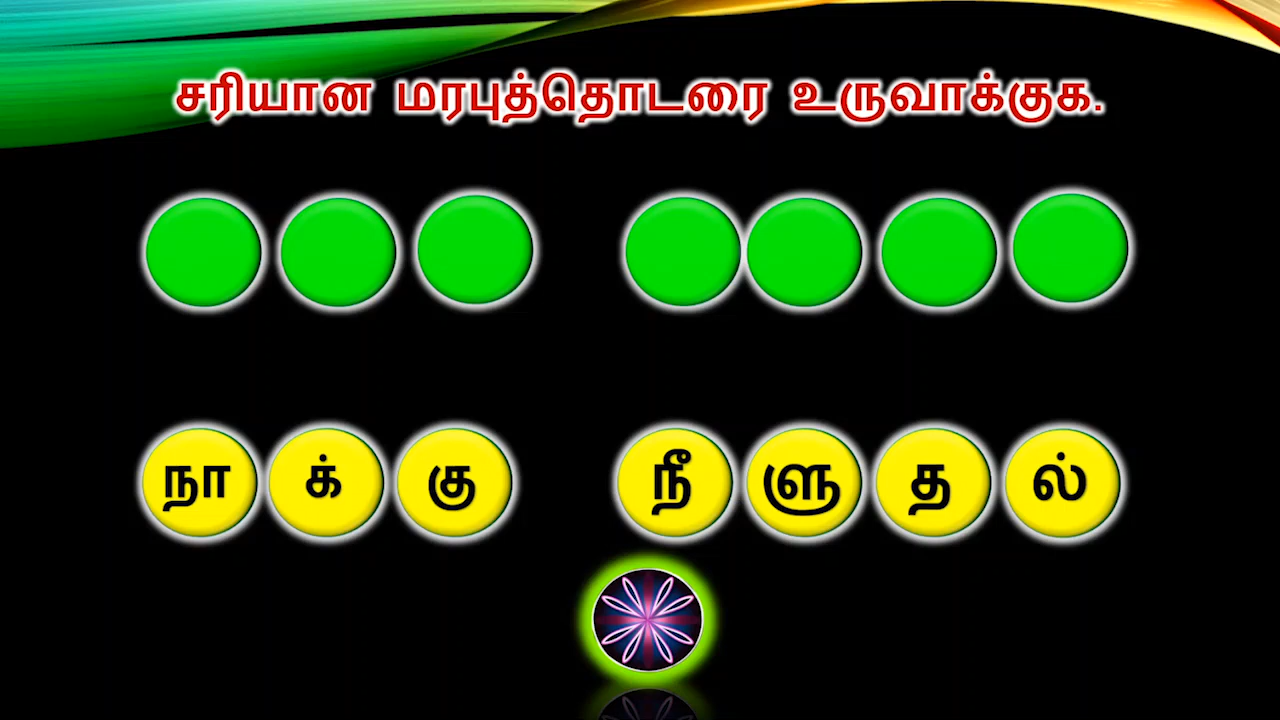 சரியான மரபுத்தொடரை உருவாக்குக.
நா க் கு நீ ளு த ல்